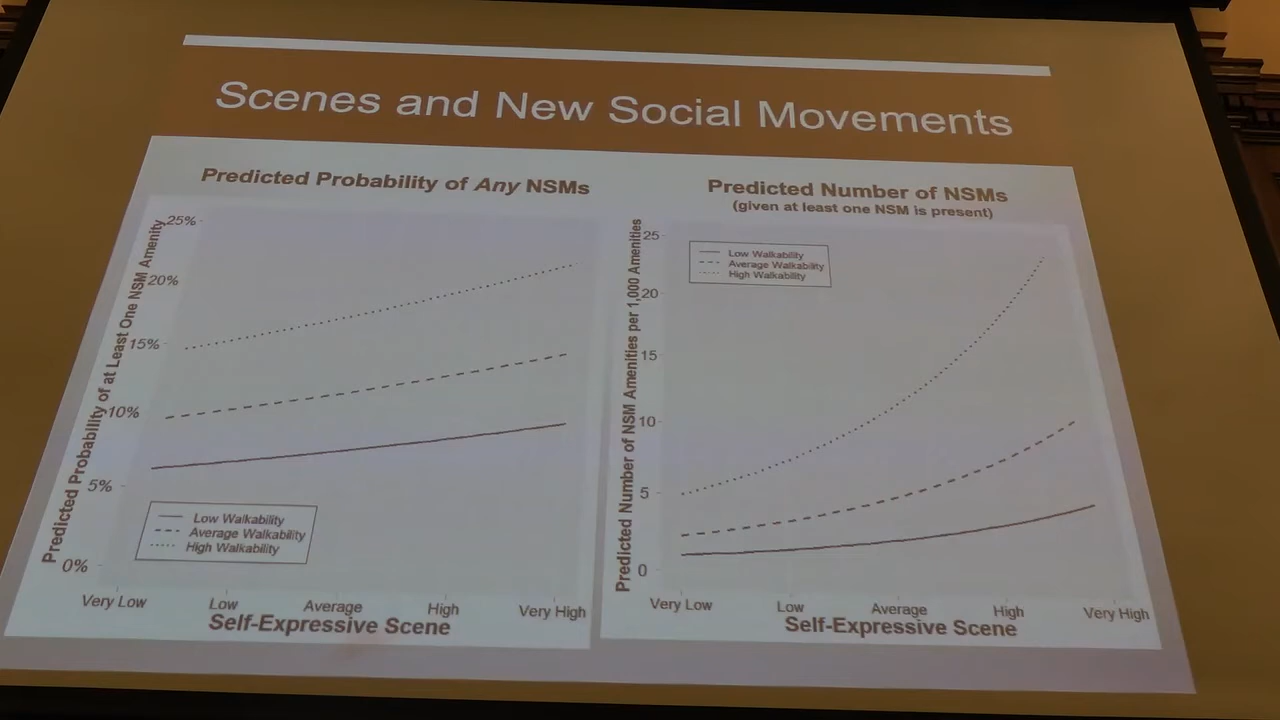 Scenes and New Social Movements
Predicted Probability of Any NSMs
Predicted Probability of at Least One NSM Amenity
25%
20%
15%
10%
5%
0%
Low Walkability
Average Walkability
High Walkability
Very Low
Low
Average
High
Very High
Self-Expressive Scene
Predicted Number of NSMs
(given at least one NSM is present)
Predicted Number of NSM Amenities per 1,000 Amenities
25
20
15
10
5
0
Low Walkability
Average Walkability
High Walkability
Very Low
Low
Average
High
Very High
Self-Expressive Scene